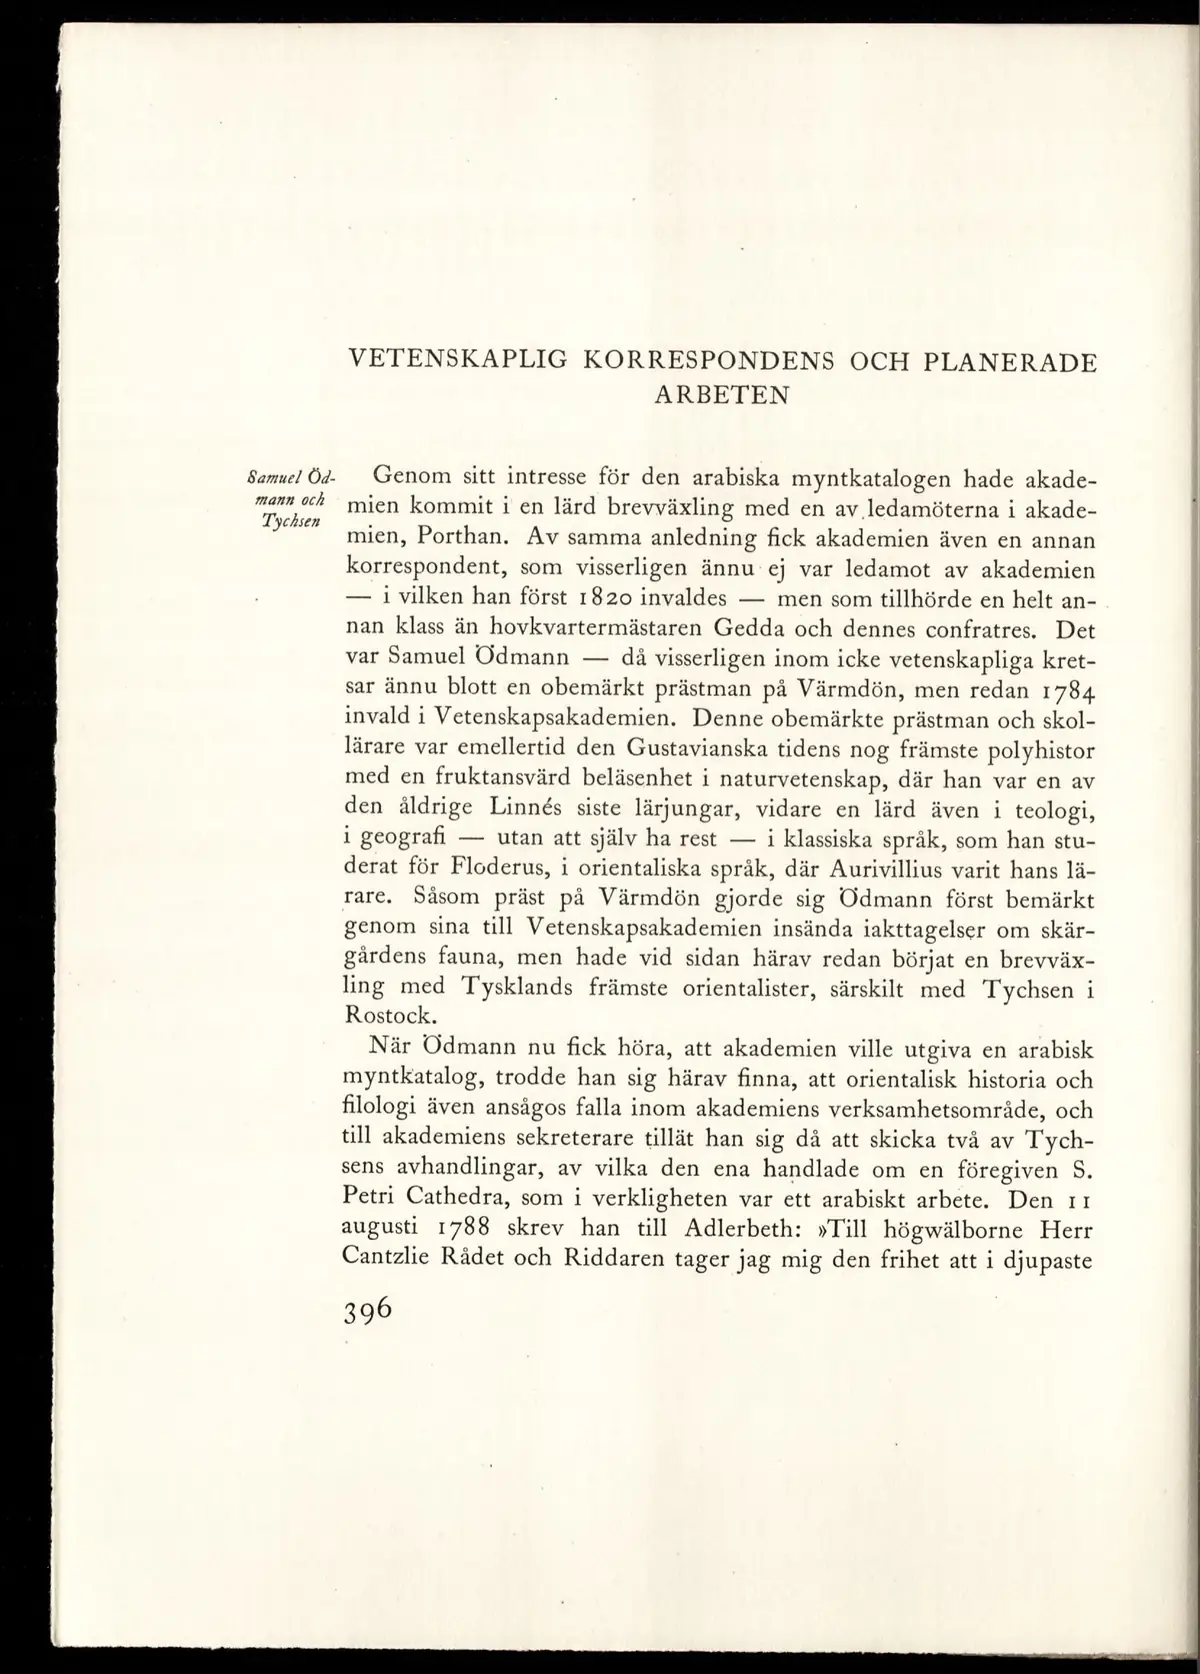 VETENSKAPLIG KORRESPONDENS OCH PLANERADE
ARBETEN
Samuel Öd-
mann och
Tychsen
Genom sitt intresse för den arabiska myntkatalogen hade akade-
mien kommit i en lärd brevväxling med en av ledamöterna i akade-
mien, Porthan. Av samma anledning fick akademien även en annan
korrespondent, som visserligen ännu ej var ledamot av akademien
— i vilken han först 1820 invaldes — men som tillhörde en helt an-
nan klass än hovkvartermästaren Gedda och dennes confratres. Det
var Samuel Ödmann — då visserligen inom icke vetenskapliga kret-
sar ännu blott en obemärkt prästman på Värmdön, men redan 1784
invald i Vetenskapsakademien. Denne obemärkte prästman och skol-
lärare var emellertid den Gustavianska tidens nog främste polyhistor
med en fruktansvärd beläsenhet i naturvetenskap, där han var en av
den åldrige Linnés siste lärjungar, vidare en lärd även i teologi,
i geografi — utan att själv ha rest — i klassiska språk, som han stu-
derat för Floderus, i orientaliska språk, där Aurivillius varit hans lä-
rare. Såsom präst på Värmdön gjorde sig Ödmann först bemärkt
genom sina till Vetenskapsakademien insända iakttagelser om skär-
gårdens fauna, men hade vid sidan härav redan börjat en brevväx-
ling med Tysklands främste orientalister, särskilt med Tychsen i
Rostock.
När Ödmann nu fick höra, att akademien ville utgiva en arabisk
myntkatalog, trodde han sig härav finna, att orientalisk historia och
filologi även ansågos falla inom akademiens verksamhetsområde, och
till akademiens sekreterare tillät han sig då att skicka två av Tych-
sens avhandlingar, av vilka den ena handlade om en föregiven S.
Petri Cathedra, som i verkligheten var ett arabiskt arbete. Den 11
augusti 1788 skrev han till Adlerbeth: »Till högwälborne Herr
Cantzlie Rådet och Riddaren tager jag mig den frihet att i djupaste
396